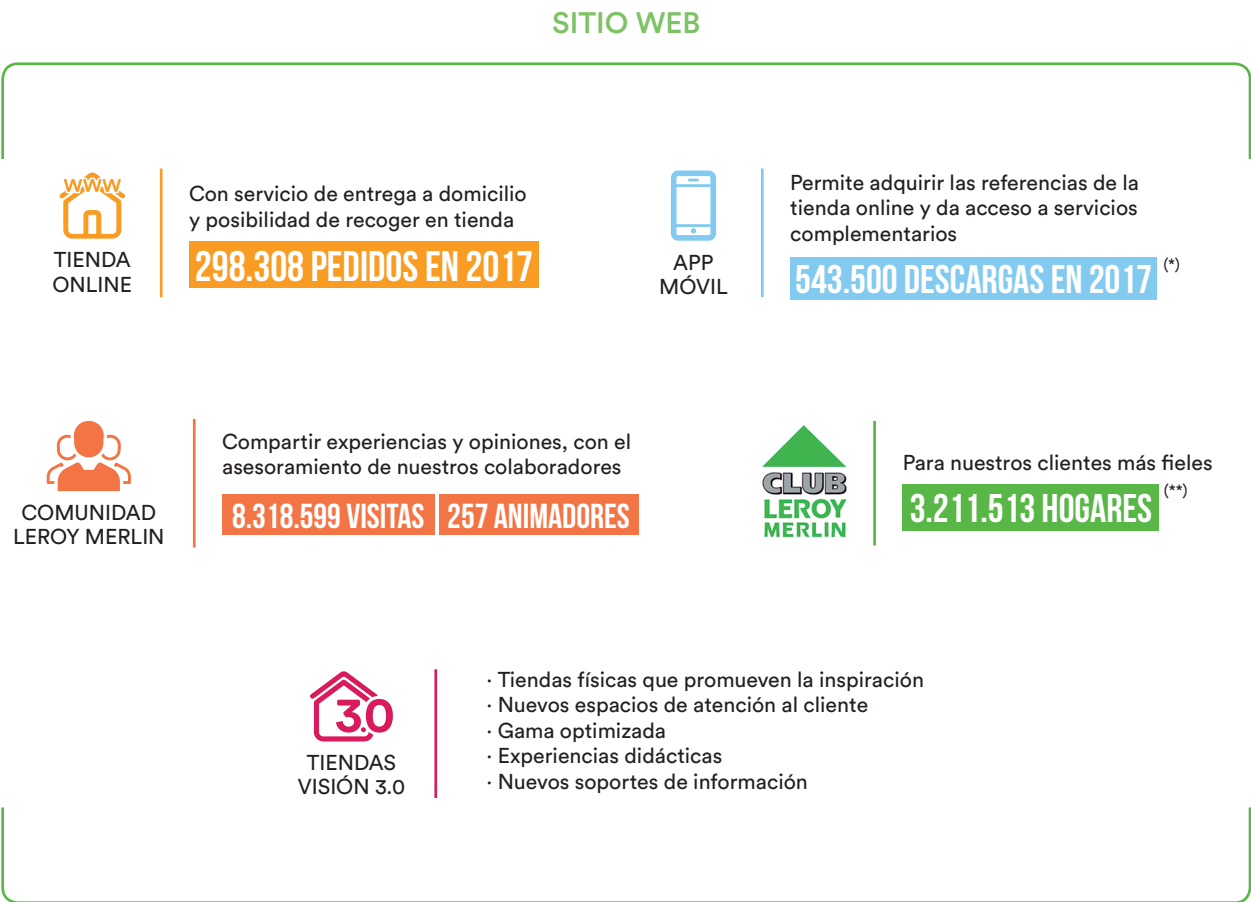 SITIO WEB
WWW
TIENDA
ONLINE
Con servicio de entrega a domicilio
y posibilidad de recoger en tienda
298.308 PEDIDOS EN 2017
APP
MÓVIL
Permite adquirir las referencias de la
tienda online y da acceso a servicios
complementarios
543.500 DESCARGAS EN 2017 (*)
COMUNIDAD
LEROY MERLIN
Compartir experiencias y opiniones, con el
asesoramiento de nuestros colaboradores
8.318.599 VISITAS 257 ANIMADORES
CLUB
LEROY
MERLIN
Para nuestros clientes más fieles
3.211.513 HOGARES (**)
3.0
TIENDAS
VISIÓN 3.0
· Tiendas físicas que promueven la inspiración
· Nuevos espacios de atención al cliente
· Gama optimizada
· Experiencias didácticas
· Nuevos soportes de información